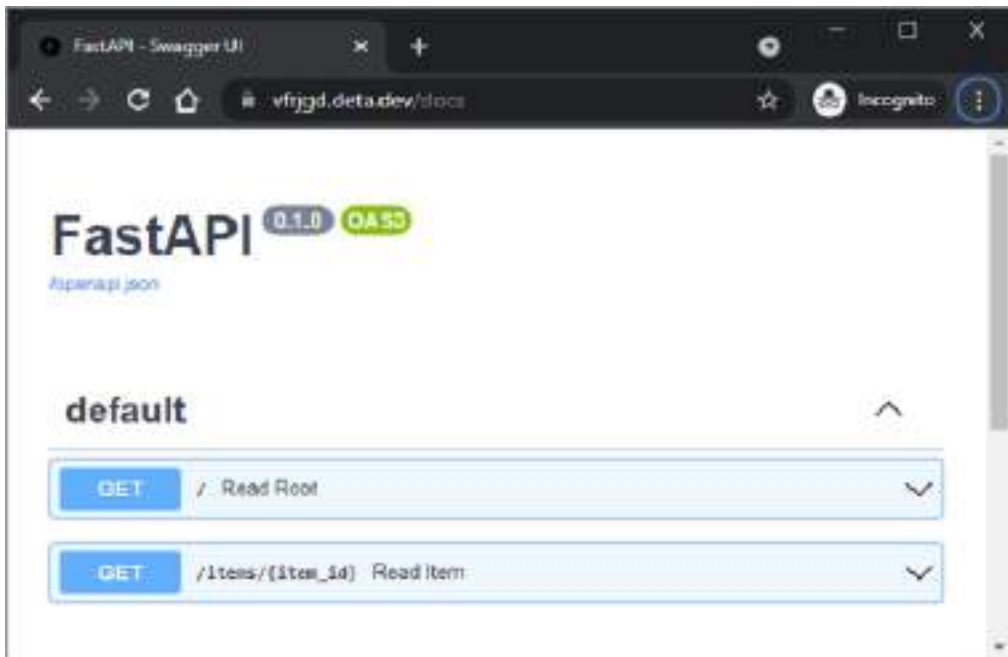 FastAPI - Swagger UI
vfrjgd.deta.dev/docs
Incognito
FastAPI 0.1.0 OAS3
/openapi.json
default
GET / Read Root
GET /items/{item_id} Read Item